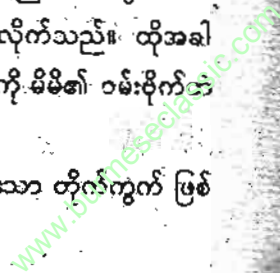 လိုက်သည်။ ထိုအခါ
ကို မိမိ၏ ဝမ်းဗိုက်
သော တိုက်ကွက် ဖြစ်
www.burmeseclassic.com